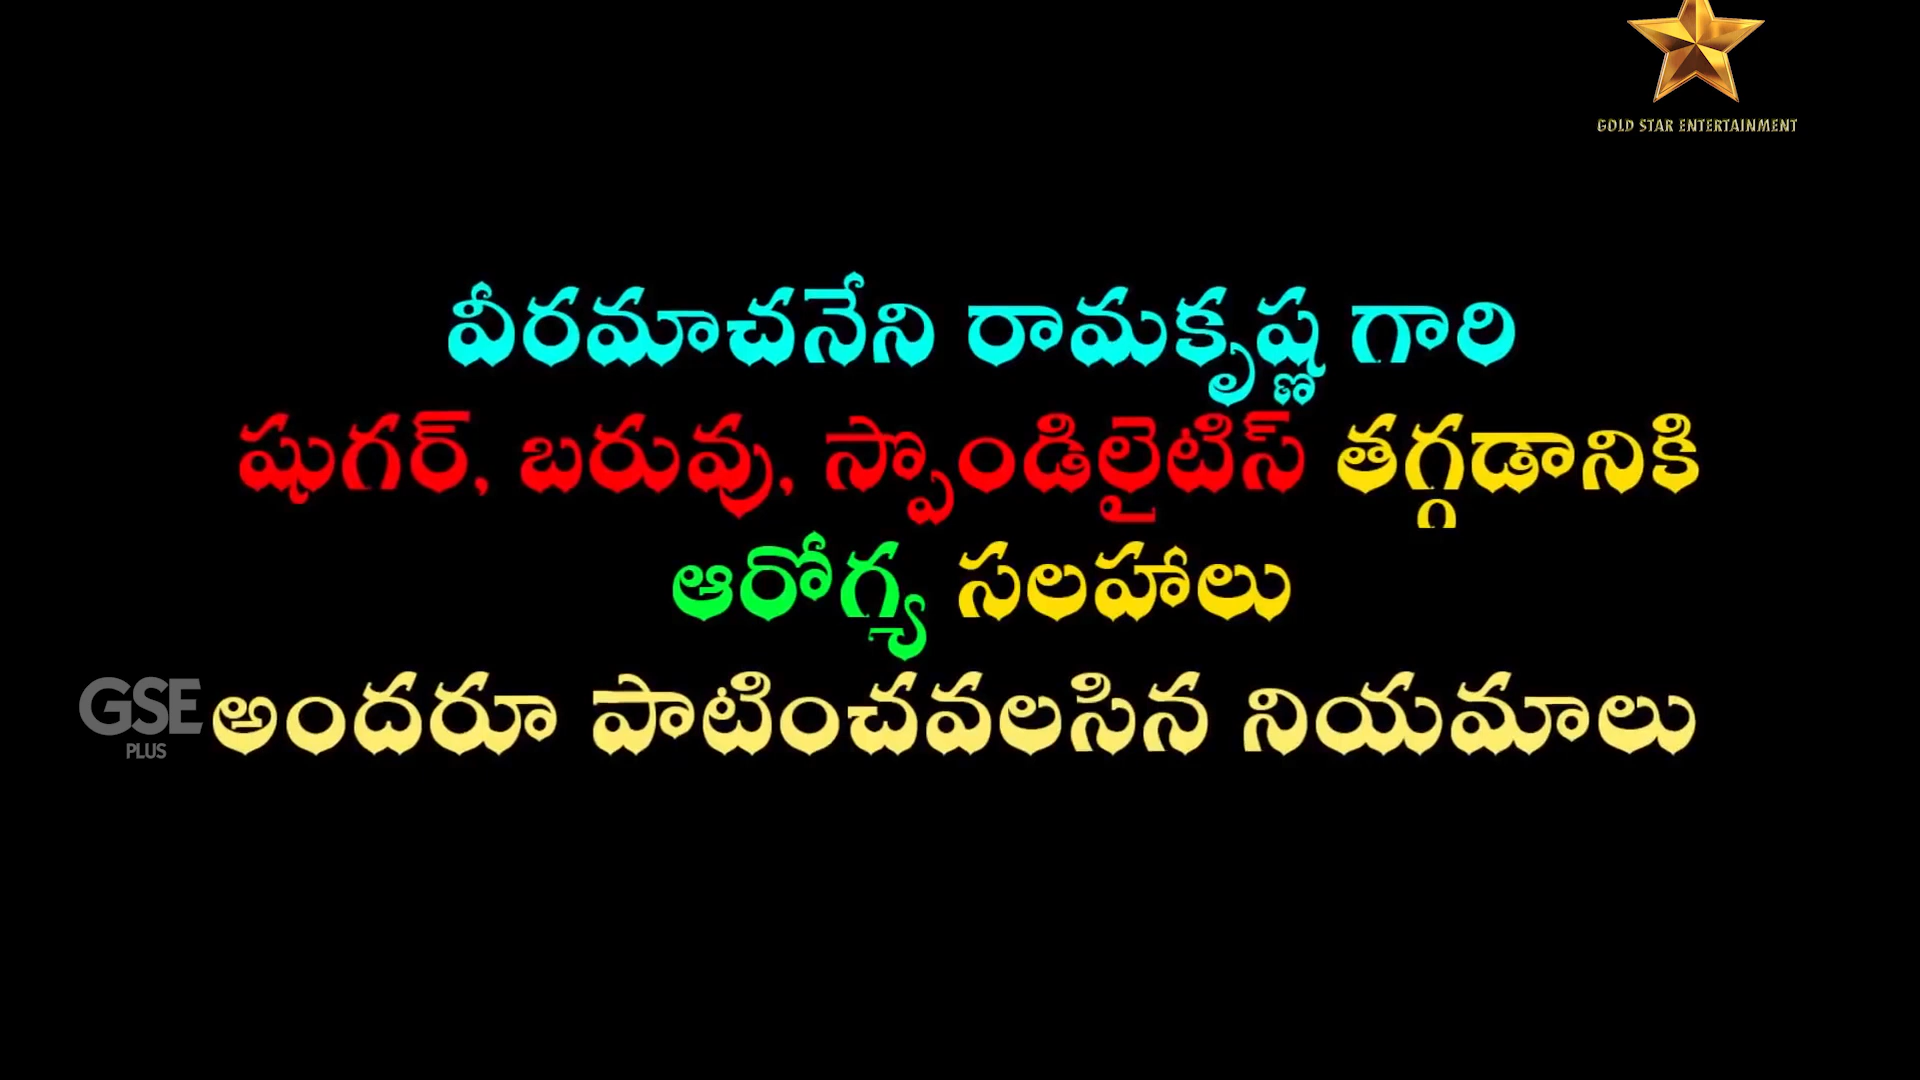 GOLD STAR ENTERTAINMENT
వీరమాచనేని రామకృష్ణ గారి
షుగర్, బరువు, స్పాండిలైటిస్ తగ్గడానికి
ఆరోగ్య సలహాలు
అందరూ పాటించవలసిన నియమాలు
GSE
PLUS